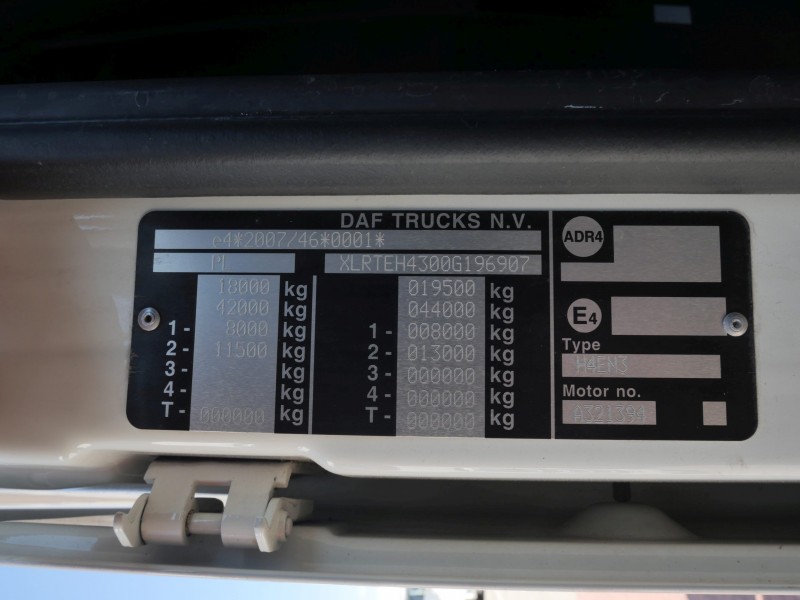 DAF TRUCKS N.V.
e4*2007/46*0001*
PL XLRTEH4300G196907
18000 kg 019500 kg
42000 kg 044000 kg
1- 8000 kg 1- 008000 kg
2- 11500 kg 2- 013000 kg
3- kg 3- 000000 kg
4- kg 4- 000000 kg
T- 000000 kg T- 000000 kg
ADR4
E4
Type
H4EN3
Motor no.
A321394